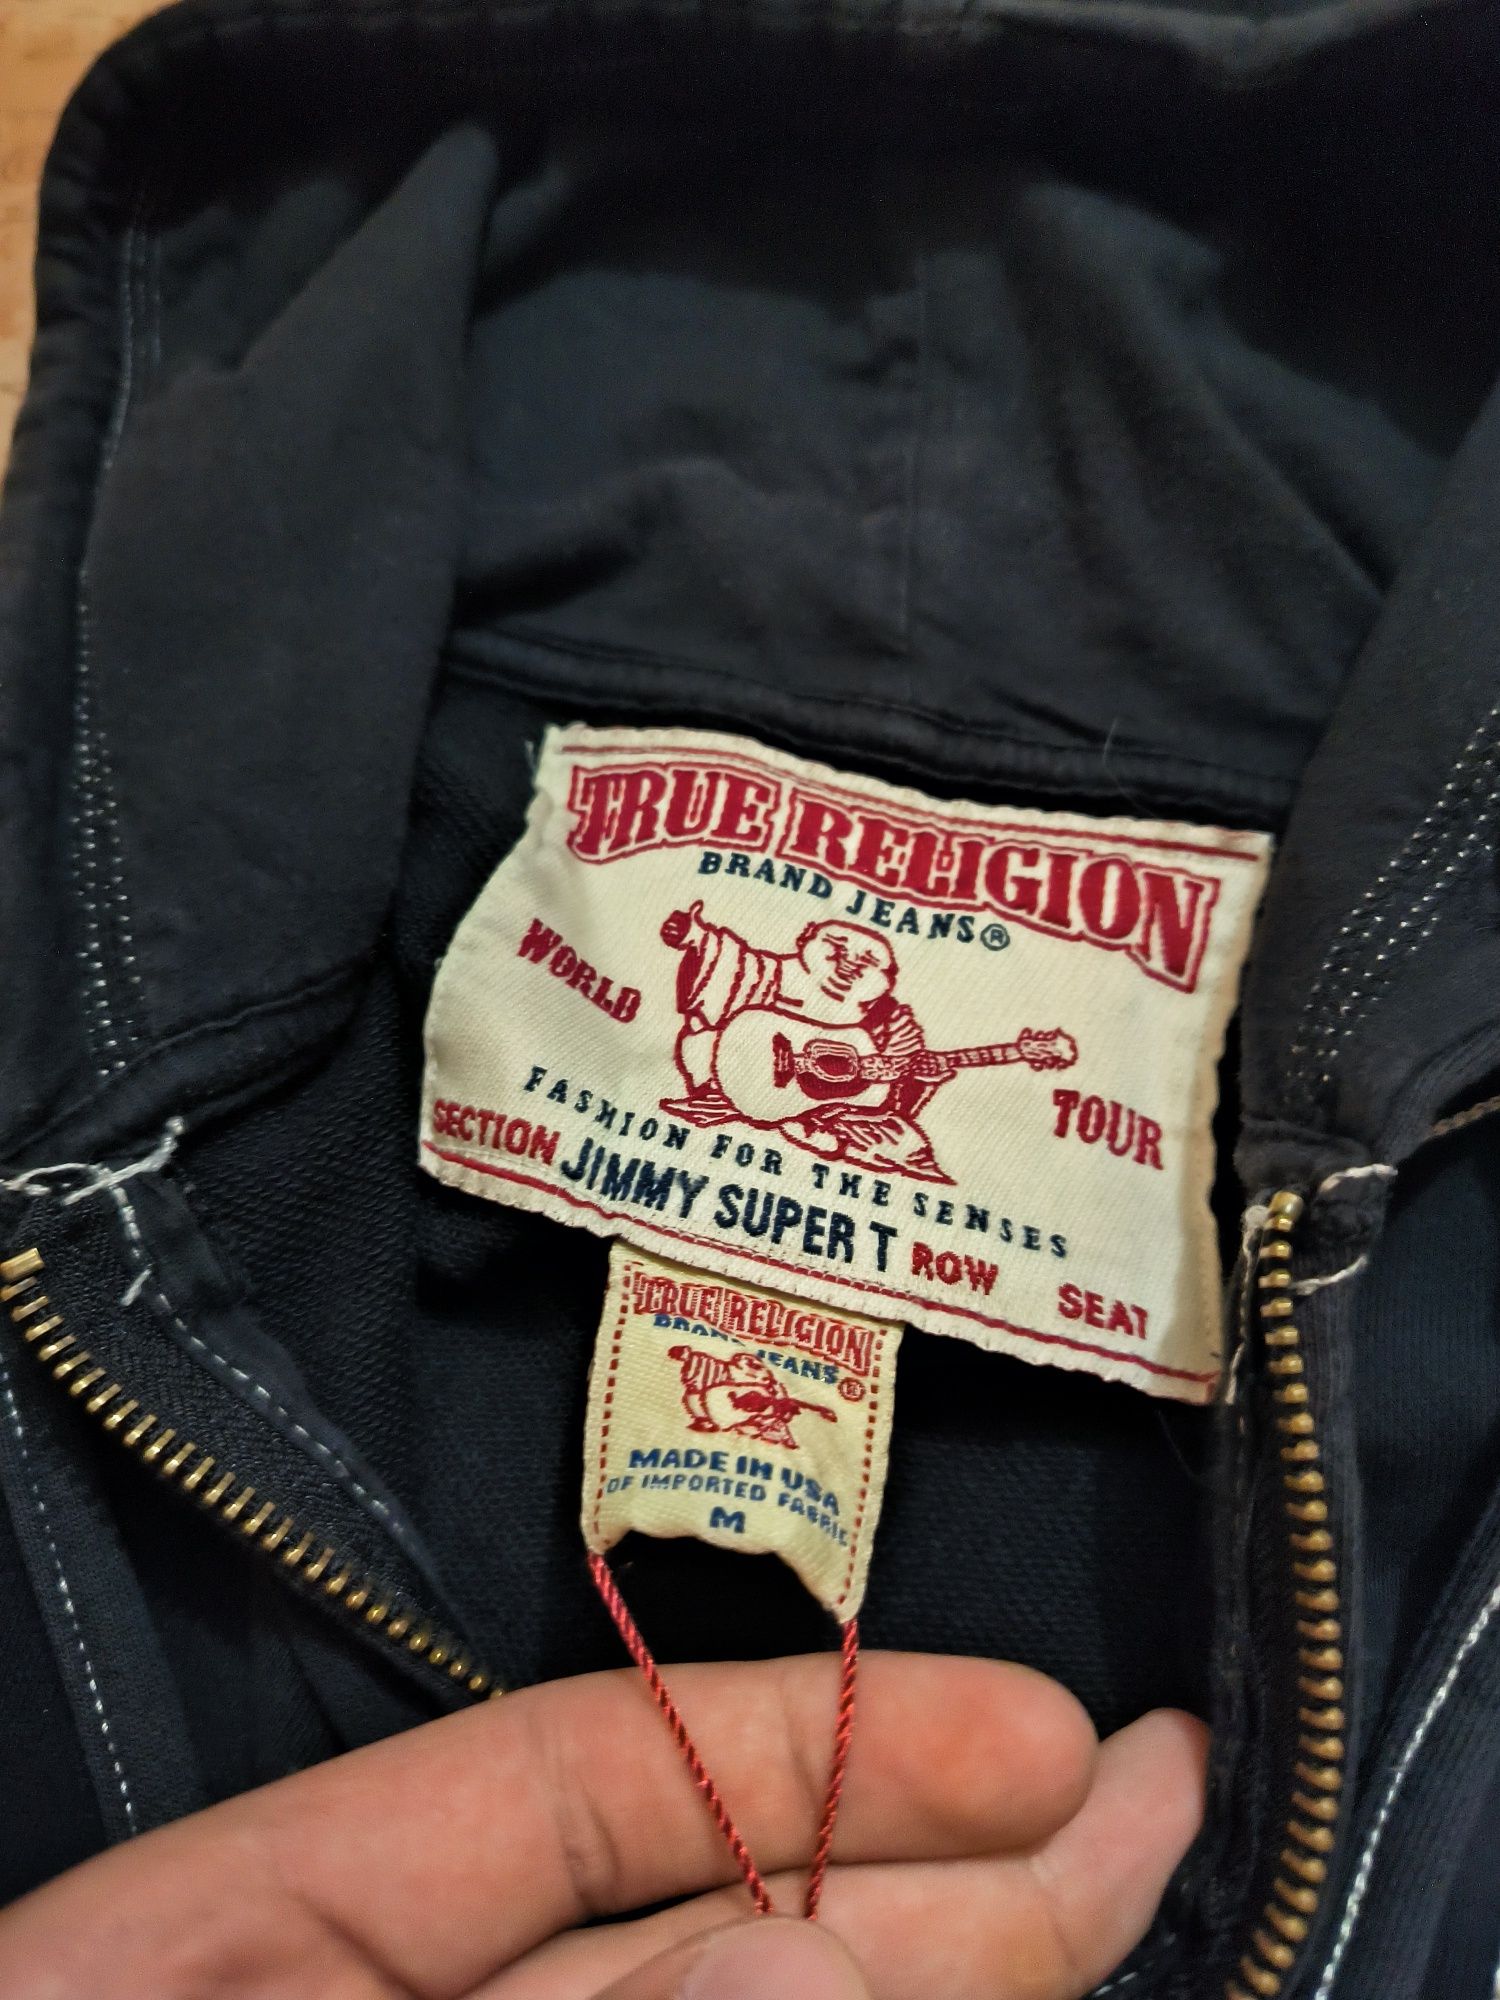 TRUE RELIGION
BRAND JEANS®
WORLD TOUR
FASHION FOR THE SENSES
SECTION JIMMY SUPER T ROW SEAT
TRUE RELIGION
BRAND JEANS®
MADE IN USA
OF IMPORTED FABRIC
M